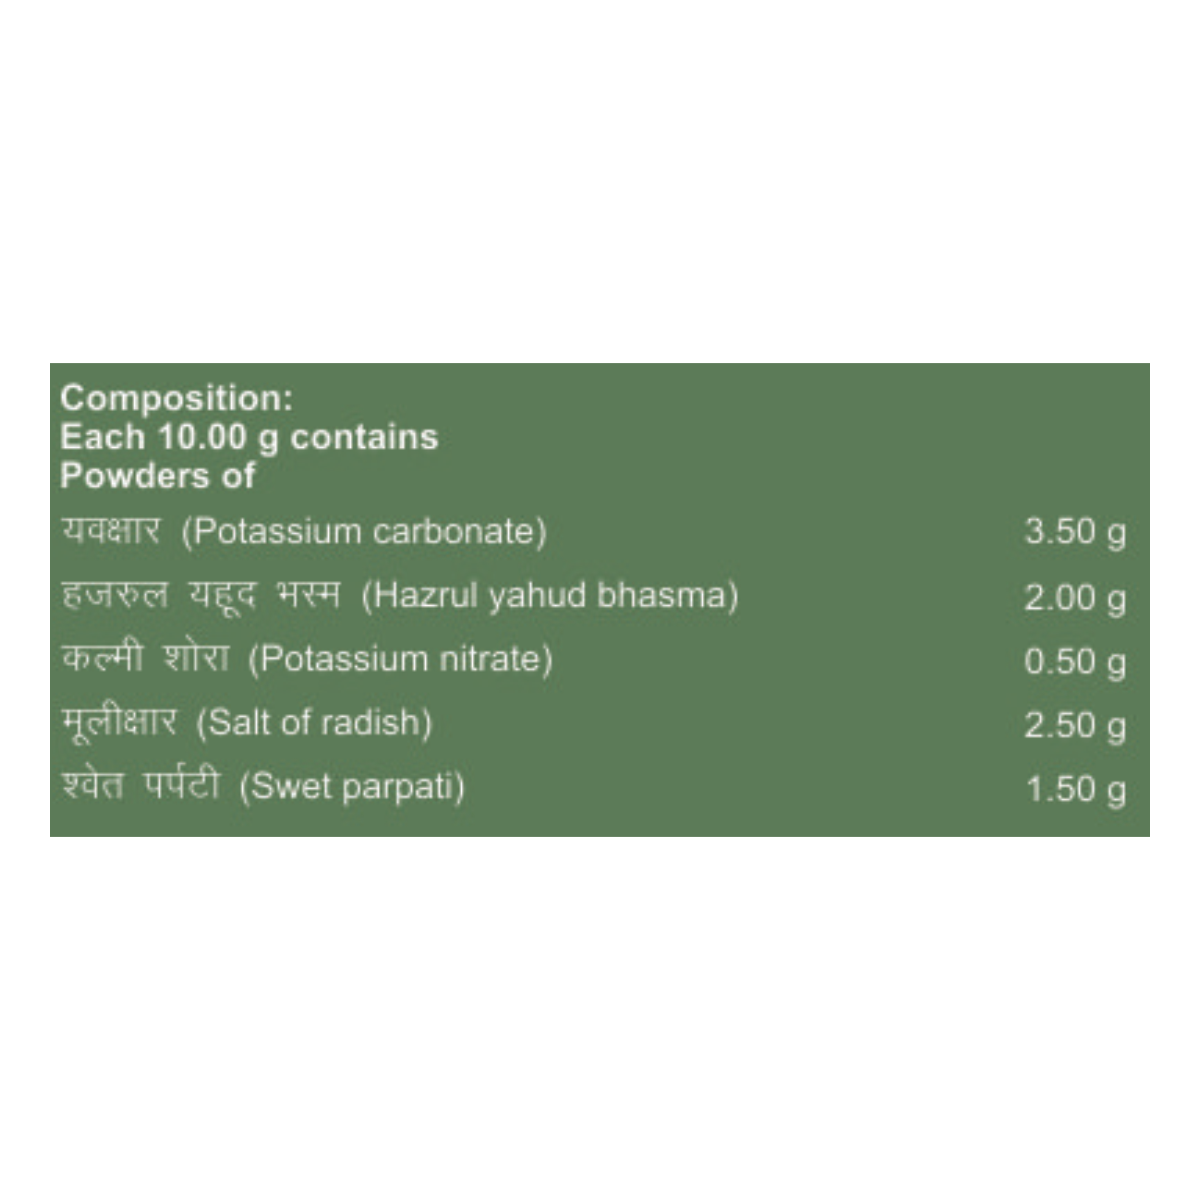 Composition:
Each 10.00 g contains
Powders of
यवक्षार (Potassium carbonate) 3.50 g
हजरुल यहूद भस्म (Hazrul yahud bhasma) 2.00 g
कल्मी शोरा (Potassium nitrate) 0.50 g
मूलीक्षार (Salt of radish) 2.50 g
श्वेत पर्पटी (Swet parpati) 1.50 g